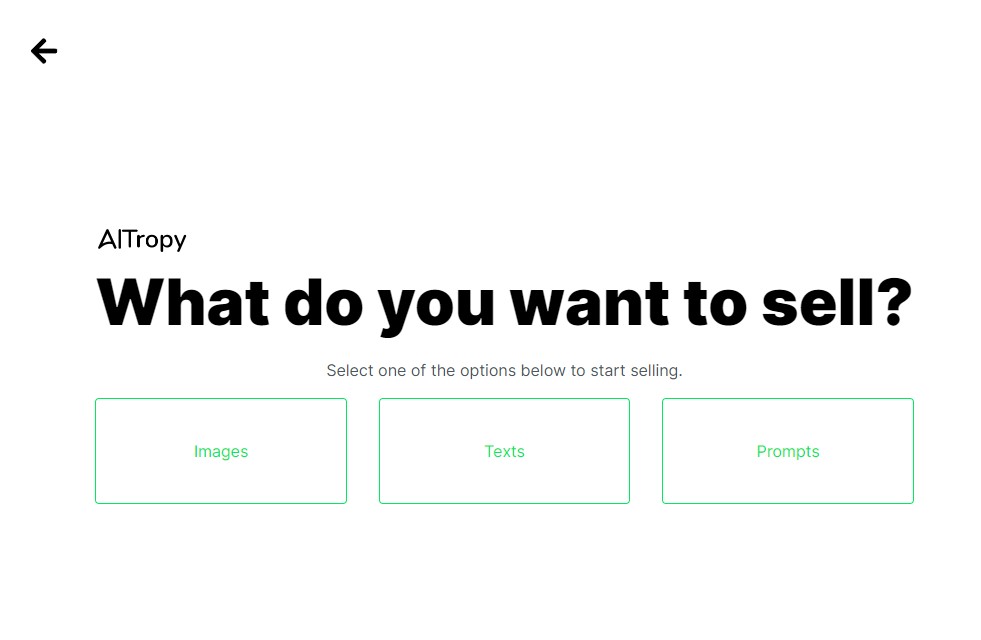 AITropy
What do you want to sell?
Select one of the options below to start selling.
Images
Texts
Prompts